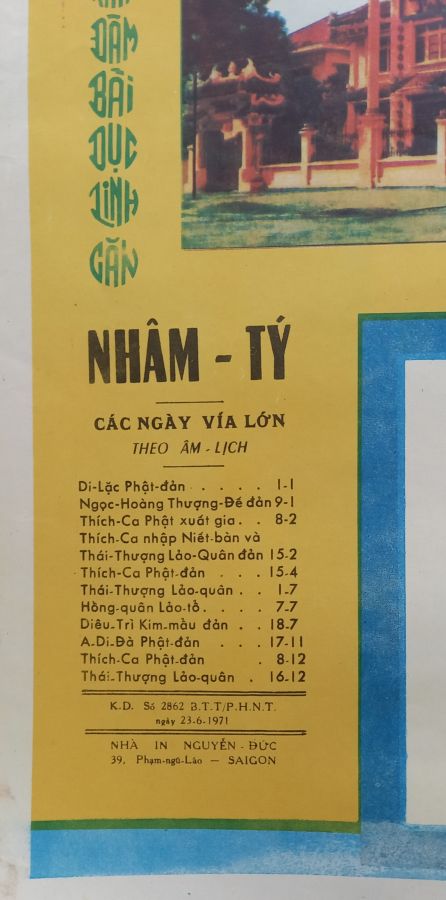 ĐÀM
BÀI
DỤC
LINH
CĂN
NHÂM - TÝ
CÁC NGÀY VÍA LỚN
THEO ÂM - LỊCH
Di-Lặc Phật-đản . . . . . 1-1
Ngọc-Hoàng Thượng-Đế đản 9-1
Thích-Ca Phật xuất gia . . 8-2
Thích-Ca nhập Niết-bàn và
Thái-Thượng Lảo-Quân đản 15-2
Thích-Ca Phật-đản . . . 15-4
Thái-Thượng Lảo-quân . . 1-7
Hồng-quân Lảo-tổ . . . . 7-7
Diêu-Trì Kim-mẫu đản . . 18-7
A-Di-Đà Phật-đản . . . 17-11
Thích-Ca Phật-đản . 8-12
Thái-Thượng Lảo-quân . 16-12
K.D. Số 2862 B.T.T/P.H.N.T.
ngày 23-6-1971
NHÀ IN NGUYỄN-ĐỨC
39, Phạm-ngũ-Lão — SAIGON